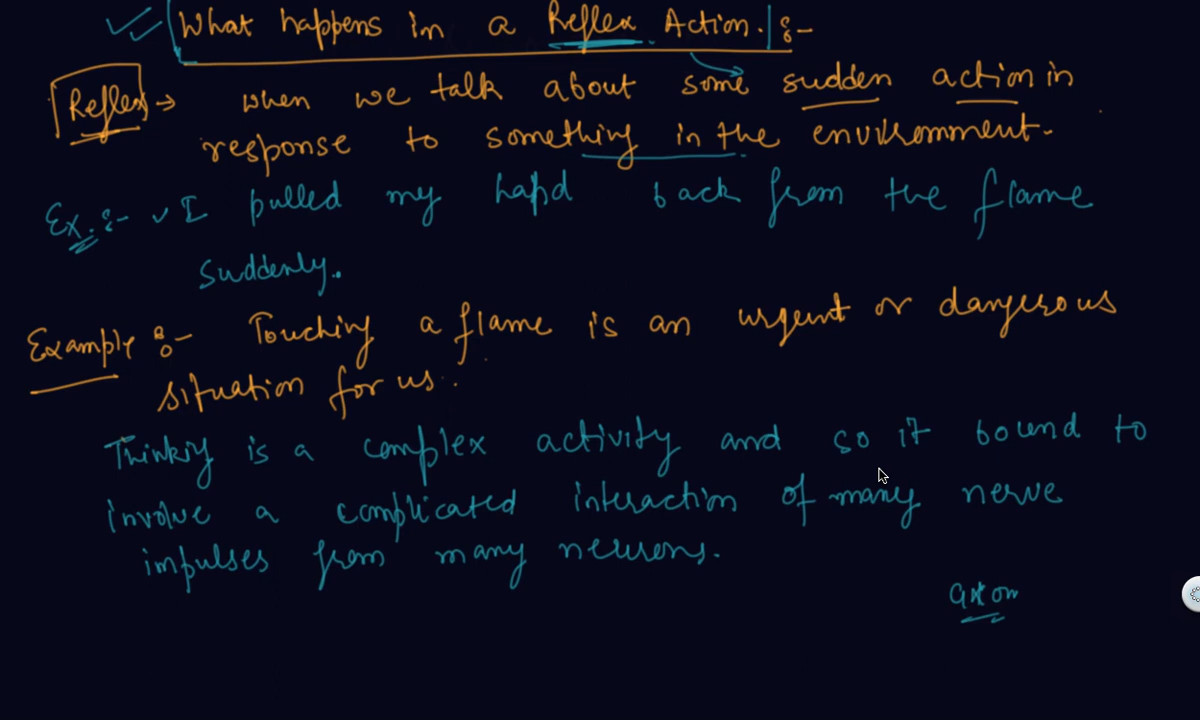 What happens in a Reflex Action. :-
Reflex → when we talk about some sudden action in
response to something in the environment.
Ex. :- ✓ I pulled my hand back from the flame
suddenly.
Example :- Touching a flame is an urgent or dangerous
situation for us.
Thinking is a complex activity and so it bound to
involve a complicated interaction of many nerve
impulses from many neurons.
axon